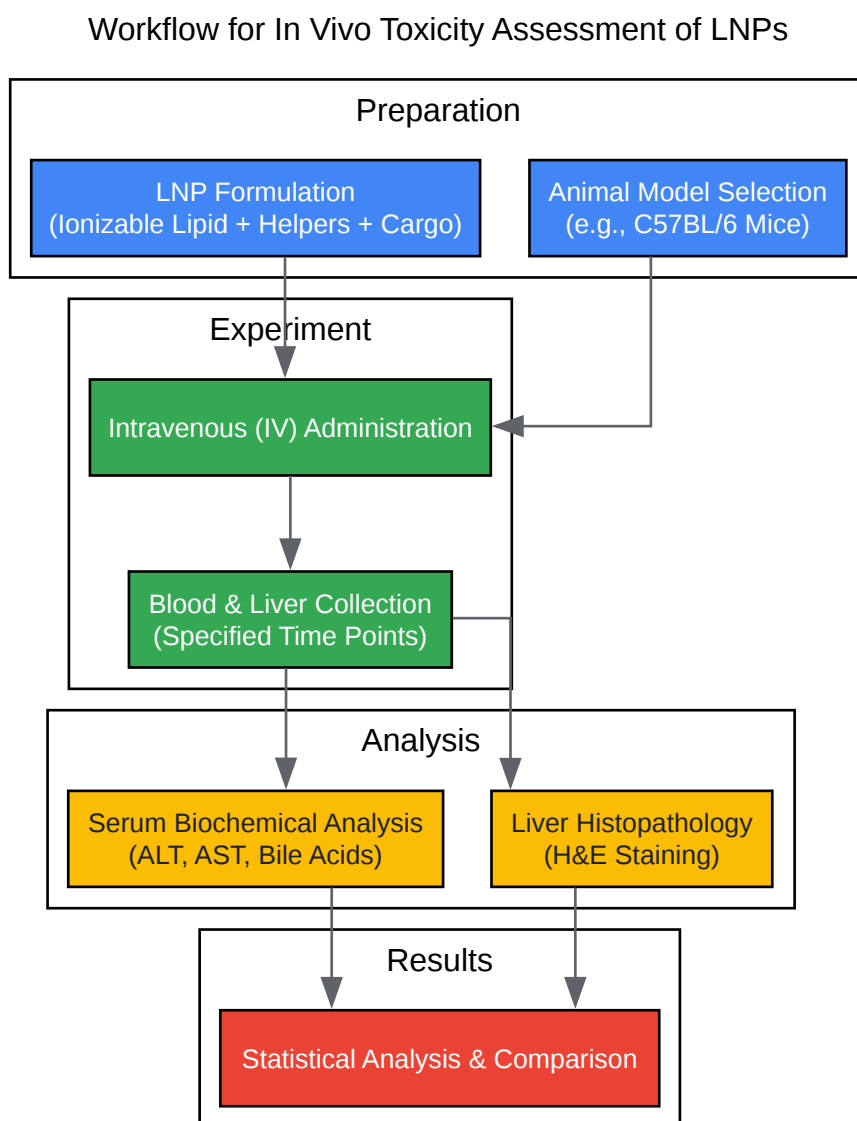 Workflow for In Vivo Toxicity Assessment of LNPs
Preparation
LNP Formulation
(Ionizable Lipid + Helpers + Cargo)
Animal Model Selection
(e.g., C57BL/6 Mice)
Experiment
Intravenous (IV) Administration
Blood & Liver Collection
(Specified Time Points)
Analysis
Serum Biochemical Analysis
(ALT, AST, Bile Acids)
Liver Histopathology
(H&E Staining)
Results
Statistical Analysis & Comparison